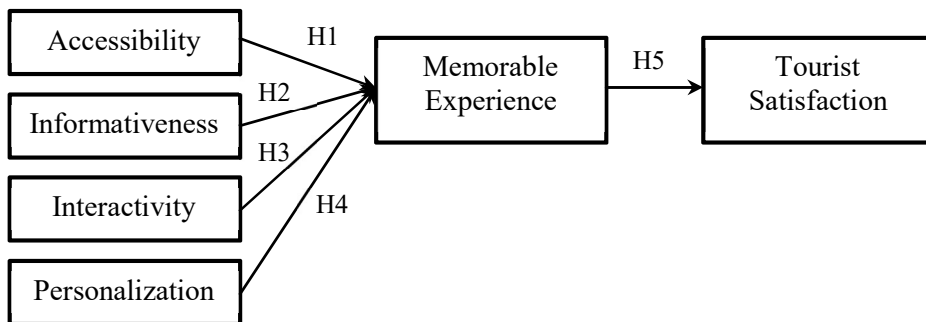 Accessibility
H1
Memorable
Experience
H5
Tourist
Satisfaction
H2
Informativeness
H3
Interactivity
H4
Personalization